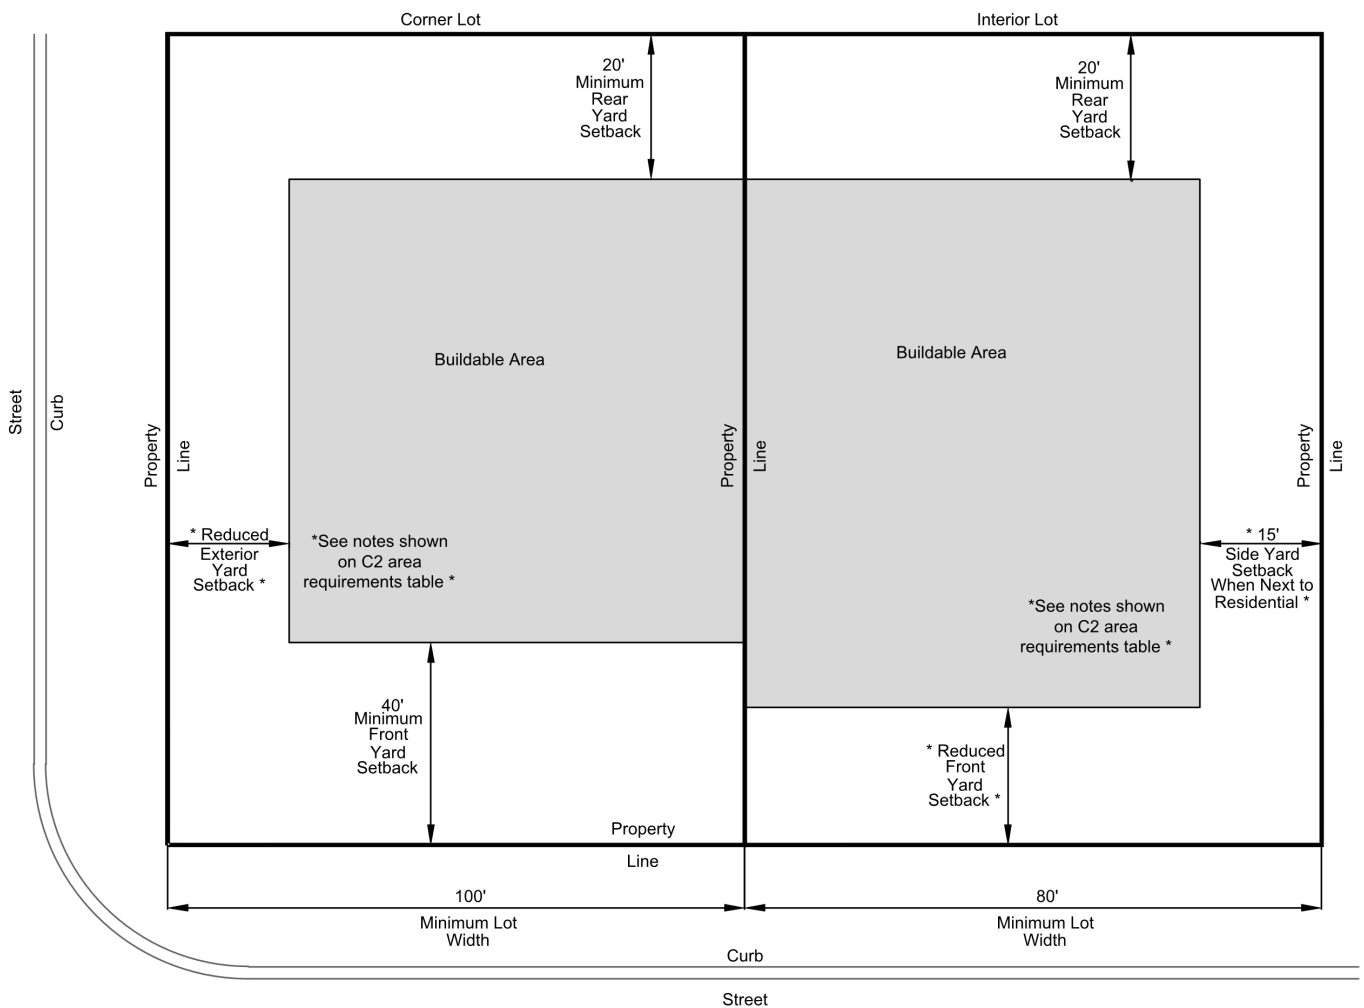 Corner Lot
Interior Lot
20'
Minimum
Rear
Yard
Setback
20'
Minimum
Rear
Yard
Setback
Buildable Area
Buildable Area
Street
Curb
Property
Line
Property
Line
Property
Line
* Reduced
Exterior
Yard
Setback *
*See notes shown
on C2 area
requirements table *
* 15'
Side Yard
Setback
When Next to
Residential *
*See notes shown
on C2 area
requirements table *
40'
Minimum
Front
Yard
Setback
* Reduced
Front
Yard
Setback *
Property
Line
100'
Minimum Lot
Width
80'
Minimum Lot
Width
Curb
Street